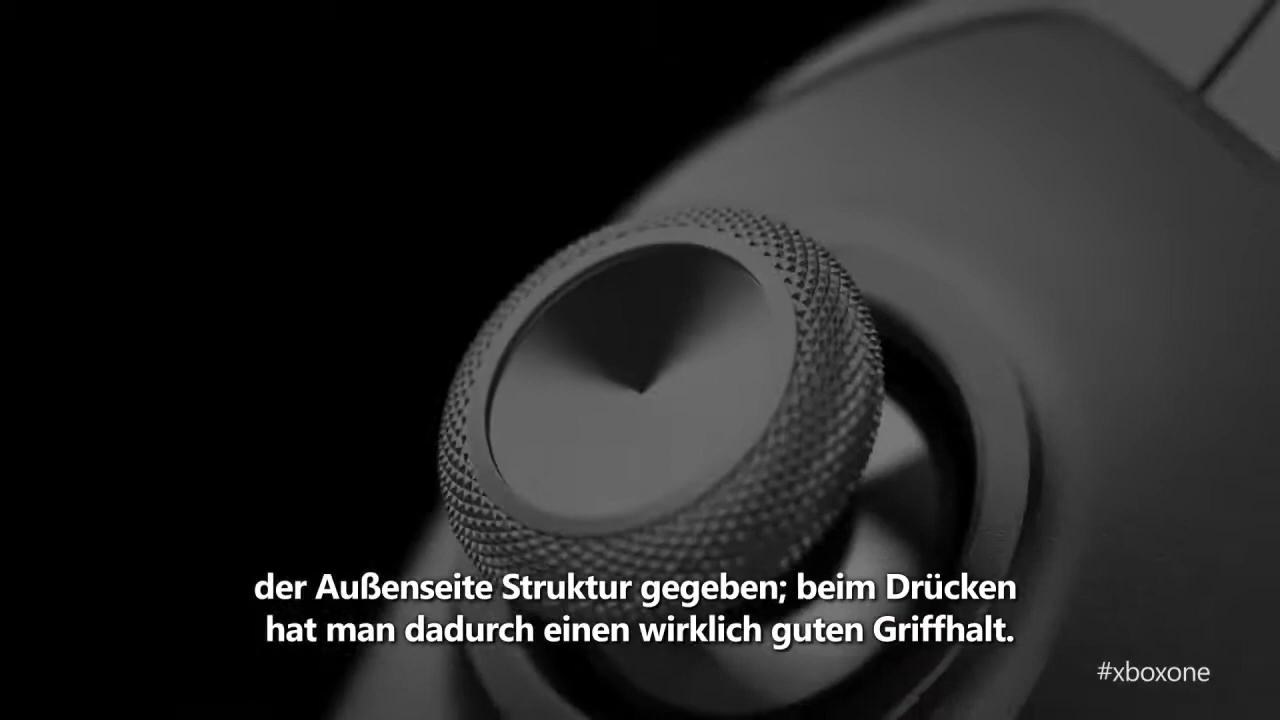 der Außenseite Struktur gegeben; beim Drücken
hat man dadurch einen wirklich guten Griffhalt.
#xboxone